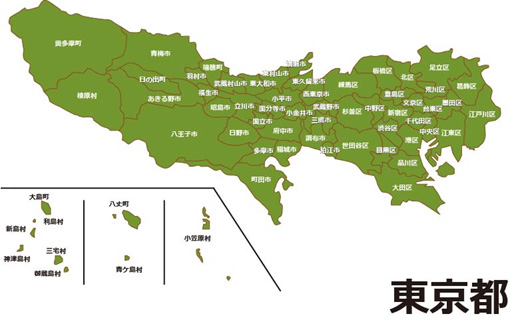 奥多摩町
青梅市
瑞穂町
清瀬市
東村山市
東久留米市
日の出町
羽村市
武蔵村山市
東大和市
檜原村
あきる野市
福生市
昭島市
立川市
小平市
西東京市
国分寺市
小金井市
武蔵野市
国立市
三鷹市
八王子市
日野市
府中市
調布市
狛江市
多摩市
稲城市
町田市
練馬区
板橋区
北区
足立区
葛飾区
豊島区
荒川区
文京区
台東区
墨田区
杉並区
中野区
新宿区
千代田区
江戸川区
渋谷区
中央区
江東区
港区
世田谷区
目黒区
品川区
大田区
大島町
利島村
新島村
神津島村
三宅村
御蔵島村
八丈町
青ケ島村
小笠原村
東京都